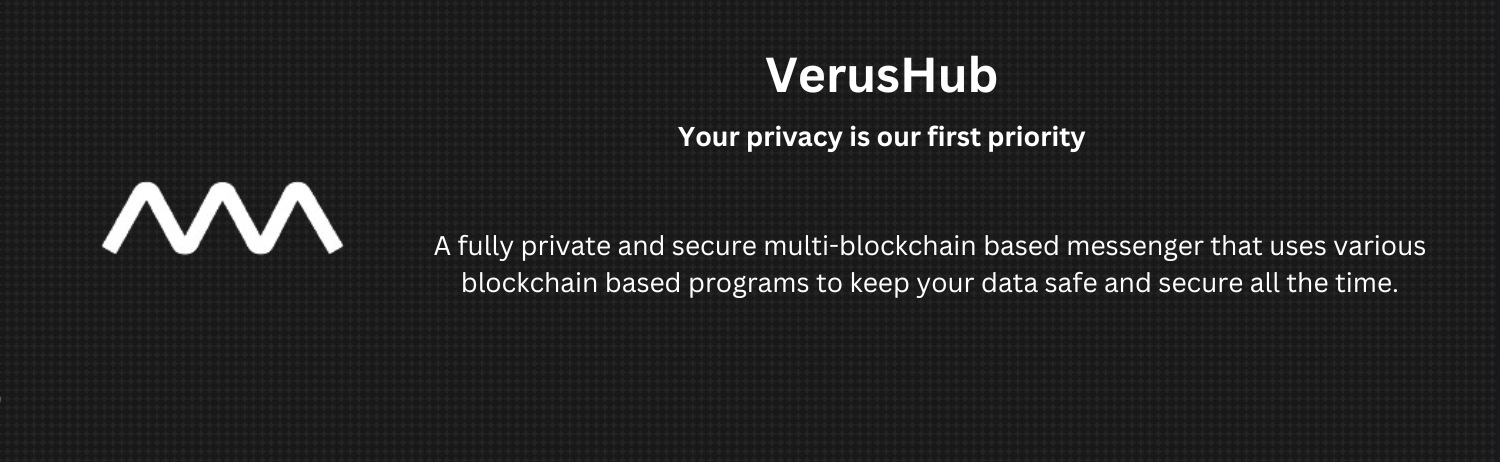 VerusHub
Your privacy is our first priority
A fully private and secure multi-blockchain based messenger that uses various
blockchain based programs to keep your data safe and secure all the time.